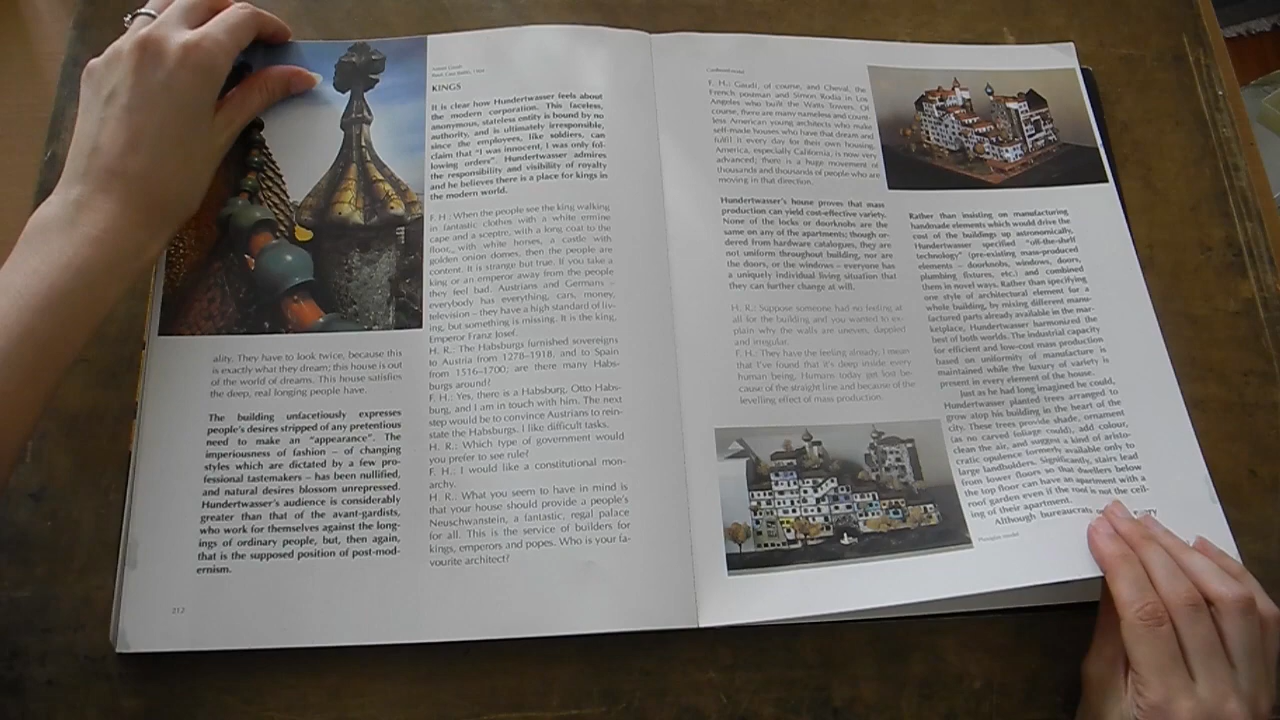 ality. They have to look twice, because this
is exactly what they dream; this house is out
of the world of dreams. This house satisfies
the deep, real longing people have.
The building unfacetiously expresses
people's desires stripped of any pretentious
need to make an "appearance". The
imperiousness of fashion – of changing
styles which are dictated by a few pro-
fessional tastemakers – has been nullified,
and natural desires blossom unrepressed.
Hundertwasser's audience is considerably
greater than that of the avant-gardists,
who work for themselves against the long-
ings of ordinary people, but, then again,
that is the supposed position of post-mod-
ernism.
212
Antoni Gaudí
Roof, Casa Batlló,
KINGS
It is clear how Hundertwasser feels about
the modern corporation. This faceless,
anonymous, stateless entity is bound by no
authority, and is ultimately irresponsible,
since the employees, like soldiers, can
claim that "I was innocent, I was only fol-
lowing orders". Hundertwasser admires
the responsibility and visibility of royalty
and he believes there is a place for kings in
the modern world.
F. H.: When the people see the king walking
in fantastic clothes with a white ermine
cape and a sceptre, with a long coat to the
floor, with white horses, a castle with
golden onion domes, then the people are
content. It is strange but true. If you take a
king or an emperor away from the people
they feel bad. Austrians and Germans –
everybody has everything, cars, money,
television – they have a high standard of liv-
ing, but something is missing. It is the king,
Emperor Franz Josef.
H. R.: The Habsburgs furnished sovereigns
to Austria from 1278–1918, and to Spain
from 1516–1700; are there many Habs-
burgs around?
F. H.: Yes, there is a Habsburg, Otto Habs-
burg, and I am in touch with him. The next
step would be to convince Austrians to rein-
state the Habsburgs. I like difficult tasks.
H. R.: Which type of government would
you prefer to see rule?
F. H.: I would like a constitutional mon-
archy.
H. R.: What you seem to have in mind is
that your house should provide a people's
Neuschwanstein, a fantastic, regal palace
for all. This is the service of builders for
kings, emperors and popes. Who is your fa-
vourite architect?
F. H.: Gaudi, of course, and Cheval, the
French postman and Simon Rodia in Los
Angeles who built the Watts Towers. Of
course, there are many nameless and count-
less American young architects who make
self-made houses who have that dream and
fulfil it every day for their own housing.
America, especially California, is now very
advanced; there is a huge movement of
thousands and thousands of people who are
moving in that direction.
Hundertwasser's house proves that mass
production can yield cost-effective variety.
None of the locks or doorknobs are the
same on any of the apartments; though or-
dered from hardware catalogues, they are
not uniform throughout building, nor are
the doors, or the windows – everyone has
a uniquely individual living situation that
they can further change at will.
H. R.: Suppose someone had no feeling at
all for the building and you wanted to ex-
plain why the walls are uneven, dappled
and irregular.
F. H.: They have the feeling already. I mean
that I've found that it's deep inside every
human being. Humans today get lost be-
cause of the straight line and because of the
levelling effect of mass production.
Rather than insisting on manufacturing
handmade elements which would drive the
cost of the buildings up astronomically,
Hundertwasser specified "off-the-shelf
technology" (pre-existing mass-produced
elements – doorknobs, windows, doors,
plumbing fixtures, etc.) and combined
them in novel ways. Rather than specifying
one style of architectural element for a
whole building, by mixing different manu-
factured parts already available in the mar-
ketplace, Hundertwasser harmonized the
best of both worlds. The industrial capacity
for efficient and low-cost mass production
based on uniformity of manufacture is
maintained while the luxury of variety is
present in every element of the house.
Just as he had long imagined he could,
Hundertwasser planted trees arranged to
grow atop his building in the heart of the
city. These trees provide shade, ornament
(as no carved foliage could), add colour,
clean the air, and suggest a kind of aristo-
cratic opulence formerly available only to
large landholders. Significantly, stairs lead
from lower floors so that dwellers below
the top floor can have an apartment with a
roof garden even if the roof is not the ceil-
ing of their apartment.
Although bureaucrats
Plexiglas model